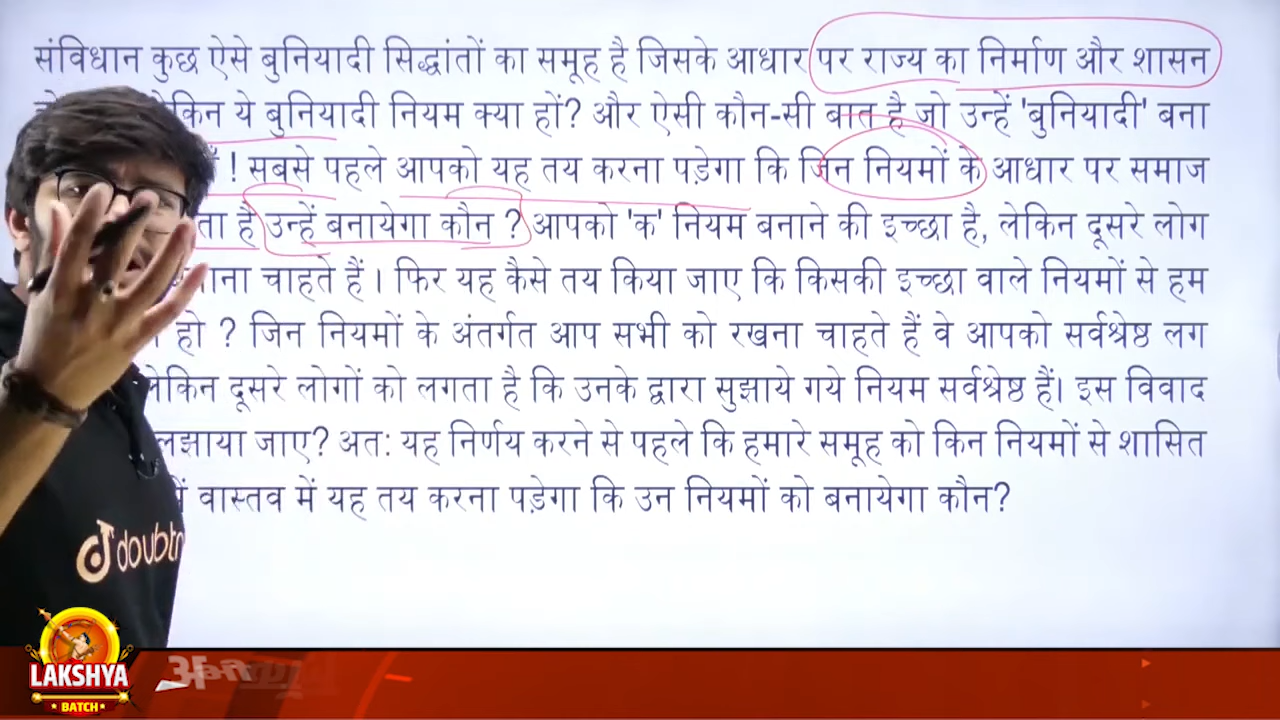 संविधान कुछ ऐसे बुनियादी सिद्धांतों का समूह है जिसके आधार पर राज्य का निर्माण और शासन
ये बुनियादी नियम क्या हों? और ऐसी कौन-सी बात है जो उन्हें 'बुनियादी' बना
! सबसे पहले आपको यह तय करना पड़ेगा कि जिन नियमों के आधार पर समाज
है उन्हें बनायेगा कौन ? आपको 'क' नियम बनाने की इच्छा है, लेकिन दूसरे लोग
चाहते हैं । फिर यह कैसे तय किया जाए कि किसकी इच्छा वाले नियमों से हम
हो ? जिन नियमों के अंतर्गत आप सभी को रखना चाहते हैं वे आपको सर्वश्रेष्ठ लग
लेकिन दूसरे लोगों को लगता है कि उनके द्वारा सुझाये गये नियम सर्वश्रेष्ठ हैं। इस विवाद
जाए? अत: यह निर्णय करने से पहले कि हमारे समूह को किन नियमों से शासित
वास्तव में यह तय करना पड़ेगा कि उन नियमों को बनायेगा कौन?
doubtn
LAKSHYA
BATCH